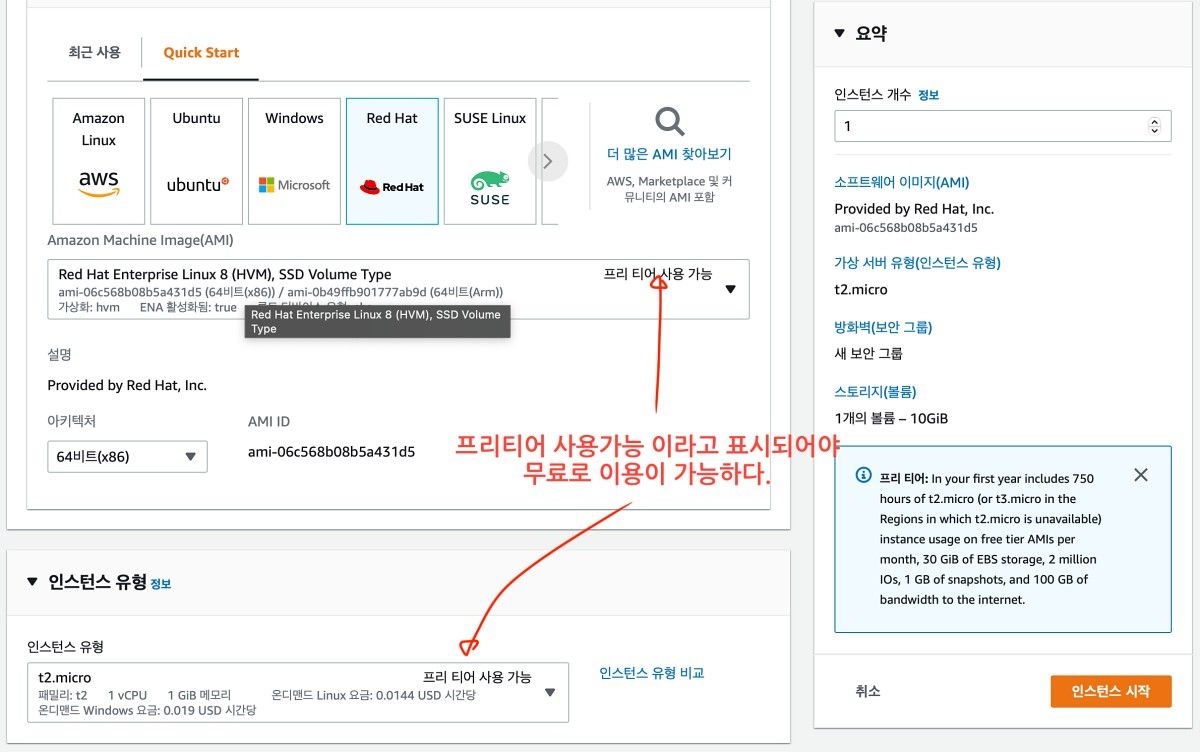 최근 사용
Quick Start
Amazon
Linux
aws
Ubuntu
ubuntu
Windows
Microsoft
Red Hat
Red Hat
SUSE Linux
SUSE
더 많은 AMI 찾아보기
AWS, Marketplace 및 커
뮤니티의 AMI 포함
Amazon Machine Image(AMI)
Red Hat Enterprise Linux 8 (HVM), SSD Volume Type
프리 티어 사용 가능
ami-06c568b08b5a431d5 (64비트(x86)) / ami-0b49ffb901777ab9d (64비트(Arm))
가상화: hvm ENA 활성화됨: true
Red Hat Enterprise Linux 8 (HVM), SSD Volume
Type
설명
Provided by Red Hat, Inc.
아키텍처
AMI ID
64비트(x86)
ami-06c568b08b5a431d5
프리티어 사용가능 이라고 표시되어야
무료로 이용이 가능하다.
인스턴스 유형 정보
인스턴스 유형
t2.micro
프리 티어 사용 가능
패밀리: t2 1 vCPU 1 GiB 메모리 온디맨드 Linux 요금: 0.0144 USD 시간당
온디맨드 Windows 요금: 0.019 USD 시간당
인스턴스 유형 비교
요약
인스턴스 개수 정보
1
소프트웨어 이미지(AMI)
Provided by Red Hat, Inc.
ami-06c568b08b5a431d5
가상 서버 유형(인스턴스 유형)
t2.micro
방화벽(보안 그룹)
새 보안 그룹
스토리지(볼륨)
1개의 볼륨 – 10GiB
프리 티어: In your first year includes 750
hours of t2.micro (or t3.micro in the
Regions in which t2.micro is unavailable)
instance usage on free tier AMIs per
month, 30 GiB of EBS storage, 2 million
IOs, 1 GB of snapshots, and 100 GB of
bandwidth to the internet.
취소
인스턴스 시작